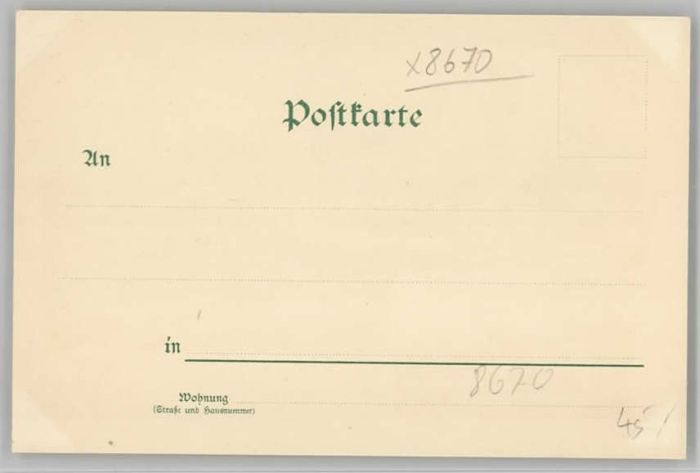 x8670
Postkarte
An
in
8670
Wohnung
(Straße und Hausnummer)
45